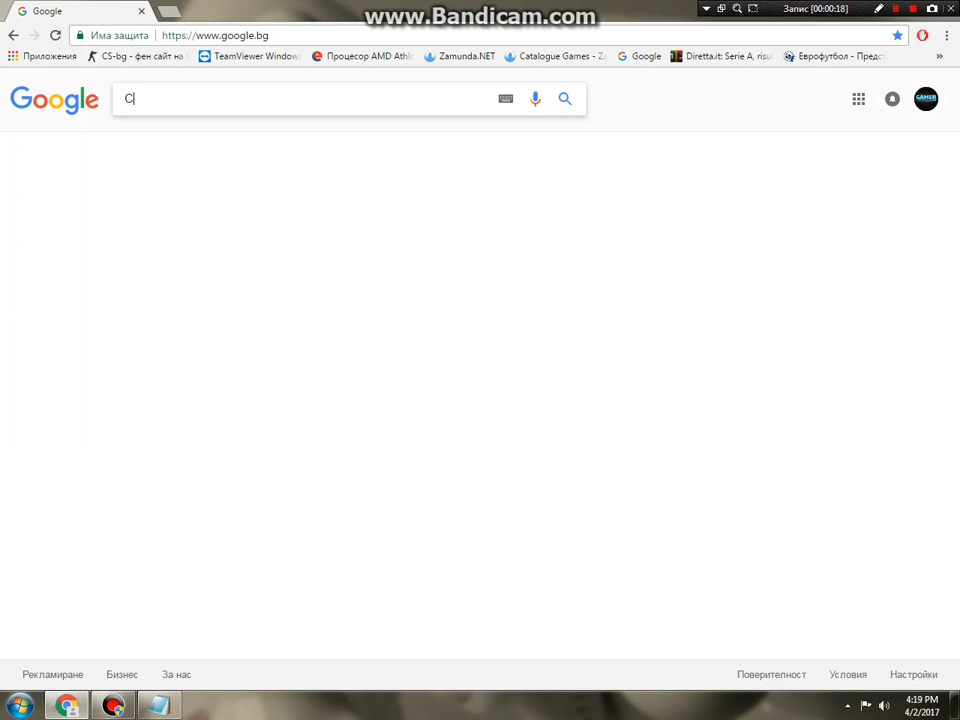 www.Bandicam.com
Google
Запис [00:00:18]
Има защита
https://www.google.bg
Приложения
CS-bg - фен сайт на
TeamViewer Window
Процесор AMD Athl
Zamunda.NET
Catalogue Games - Z
Google
Diretta.it: Serie A, risul
Еврофутбол - Предс
»
Google
C
GAMER
Рекламиране
Бизнес
За нас
Поверителност
Условия
Настройки
4:19 PM
4/2/2017